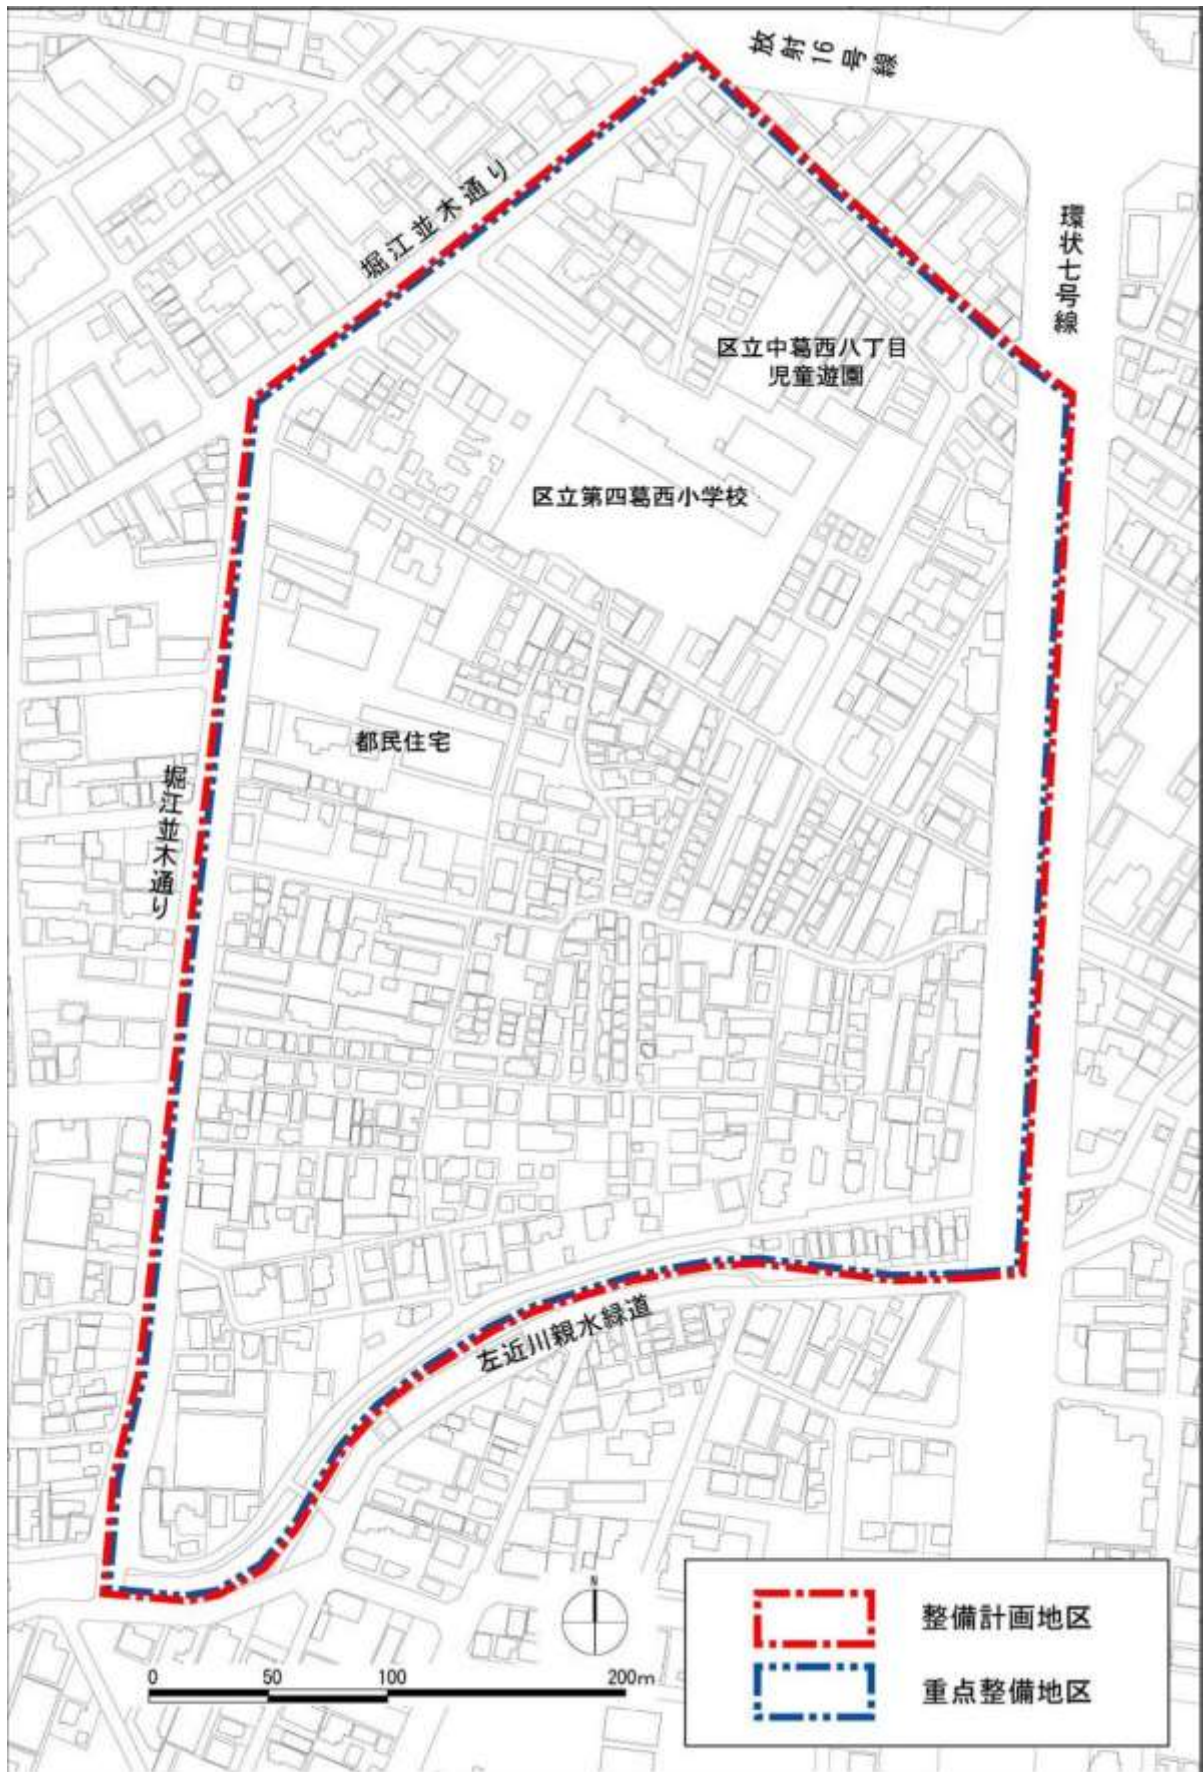 放射16号線
堀江並木通り
環状七号線
区立中葛西八丁目
児童遊園
区立第四葛西小学校
都民住宅
堀江並木通り
左近川親水緑道
N
0 50 100 200m
整備計画地区
重点整備地区